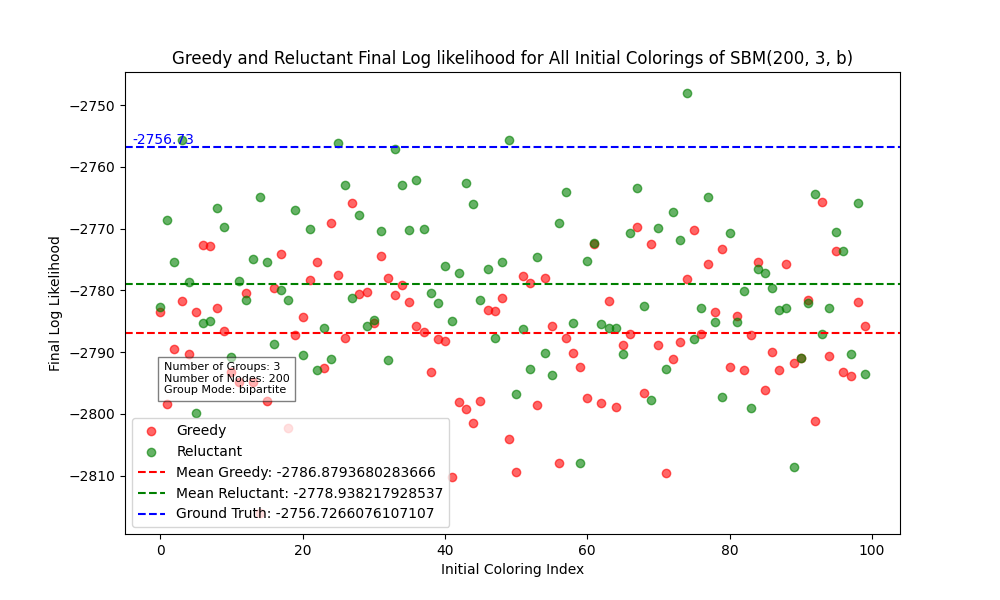 Greedy and Reluctant Final Log likelihood for All Initial Colorings of SBM(200, 3, b)
Final Log Likelihood
−2750
−2760
−2770
−2780
−2790
−2800
−2810
-2756.73
Number of Groups: 3
Number of Nodes: 200
Group Mode: bipartite
Greedy
Reluctant
Mean Greedy: -2786.8793680283666
Mean Reluctant: -2778.938217928537
Ground Truth: -2756.7266076107107
0 20 40 60 80 100
Initial Coloring Index